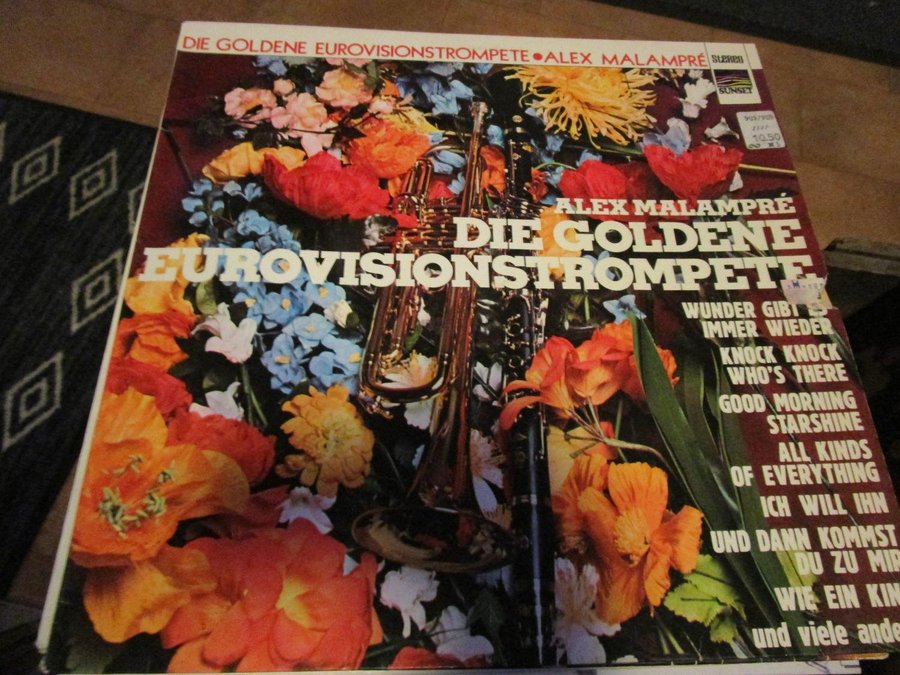 DIE GOLDENE EUROVISIONSTROMPETE•ALEX MALAMPRÉ
STEREO
SUNSET
10.50
ALEX MALAMPRÉ
DIE GOLDENE
EUROVISIONSTROMPETE
WUNDER GIBT
IMMER WIEDER
KNOCK KNOCK
WHO'S THERE
GOOD MORNING
STARSHINE
ALL KINDS
OF EVERYTHING
ICH WILL IHN
UND DANN KOMMST
DU ZU MIR
WIE EIN KIN
und viele ande